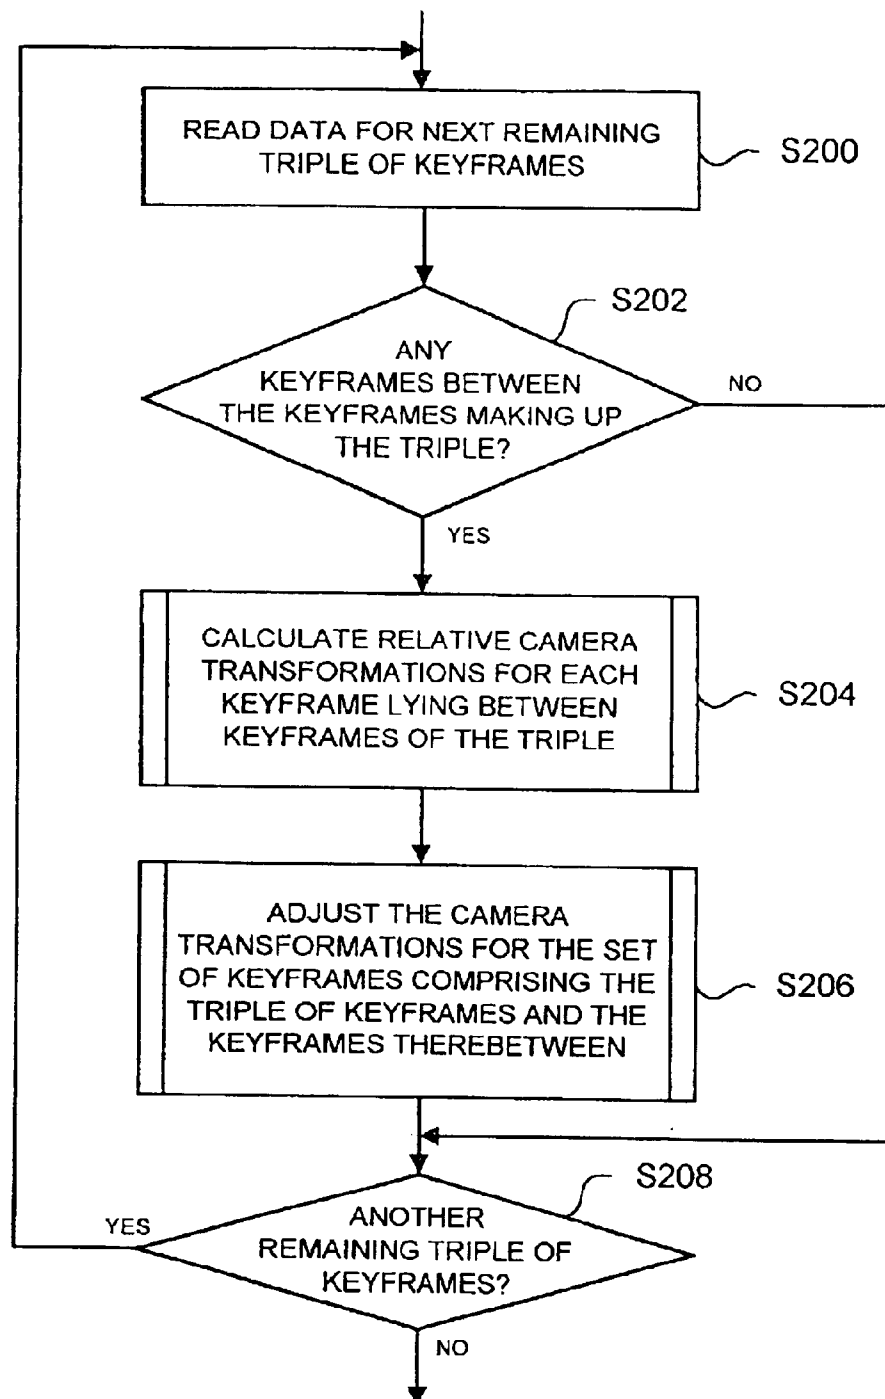 READ DATA FOR NEXT REMAINING
TRIPLE OF KEYFRAMES
S200
S202
ANY
KEYFRAMES BETWEEN
THE KEYFRAMES MAKING UP
THE TRIPLE?
NO
YES
CALCULATE RELATIVE CAMERA
TRANSFORMATIONS FOR EACH
KEYFRAME LYING BETWEEN
KEYFRAMES OF THE TRIPLE
S204
ADJUST THE CAMERA
TRANSFORMATIONS FOR THE SET
OF KEYFRAMES COMPRISING THE
TRIPLE OF KEYFRAMES AND THE
KEYFRAMES THEREBETWEEN
S206
S208
YES
ANOTHER
REMAINING TRIPLE OF
KEYFRAMES?
NO